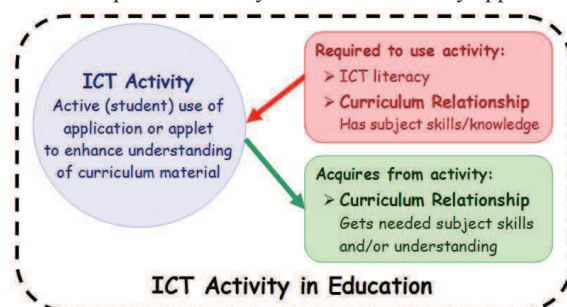 ICT Activity
Active (student) use of
application or applet
to enhance understanding
of curriculum material
Required to use activity:
➤ ICT literacy
➤ Curriculum Relationship
Has subject skills/knowledge
Acquires from activity:
➤ Curriculum Relationship
Gets needed subject skills
and/or understanding
ICT Activity in Education